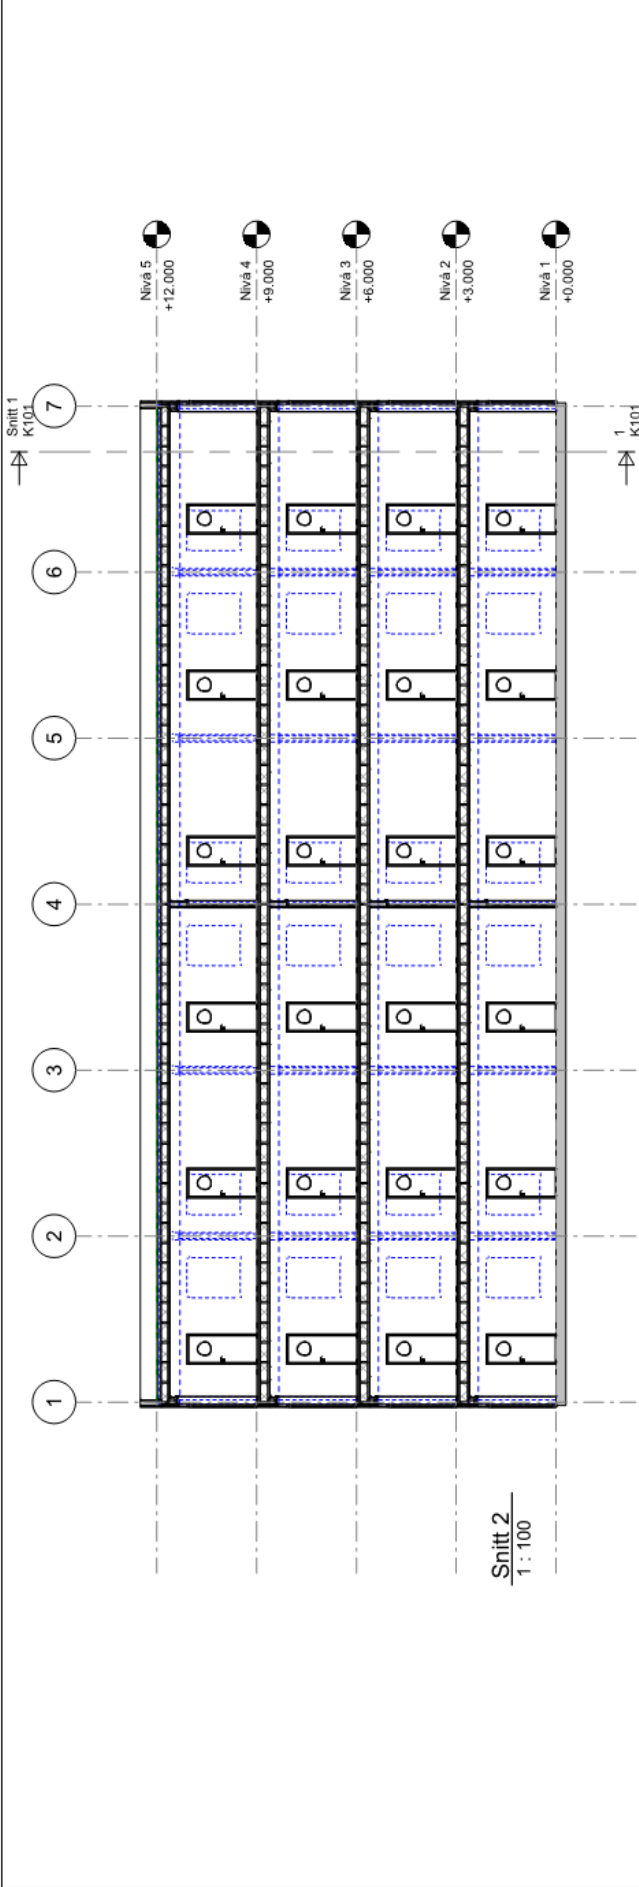 Snitt 1
K101
1
K101
7
6
5
4
3
2
1
Nivå 5
+12.000
Nivå 4
+9.000
Nivå 3
+6.000
Nivå 2
+3.000
Nivå 1
+0.000
Snitt 2
1 : 100